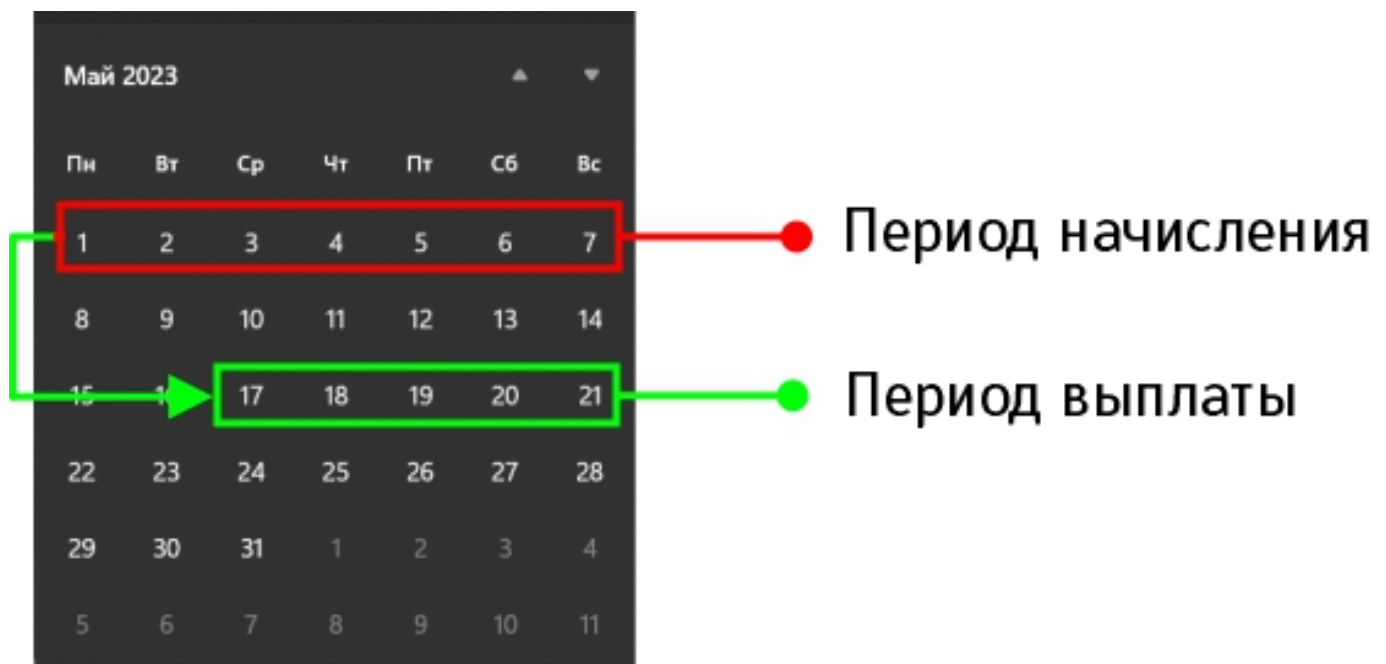 Май 2023
Пн Вт Ср Чт Пт Сб Вс
1 2 3 4 5 6 7 Период начисления
8 9 10 11 12 13 14
15 17 18 19 20 21 Период выплаты
22 23 24 25 26 27 28
29 30 31 1 2 3 4
5 6 7 8 9 10 11